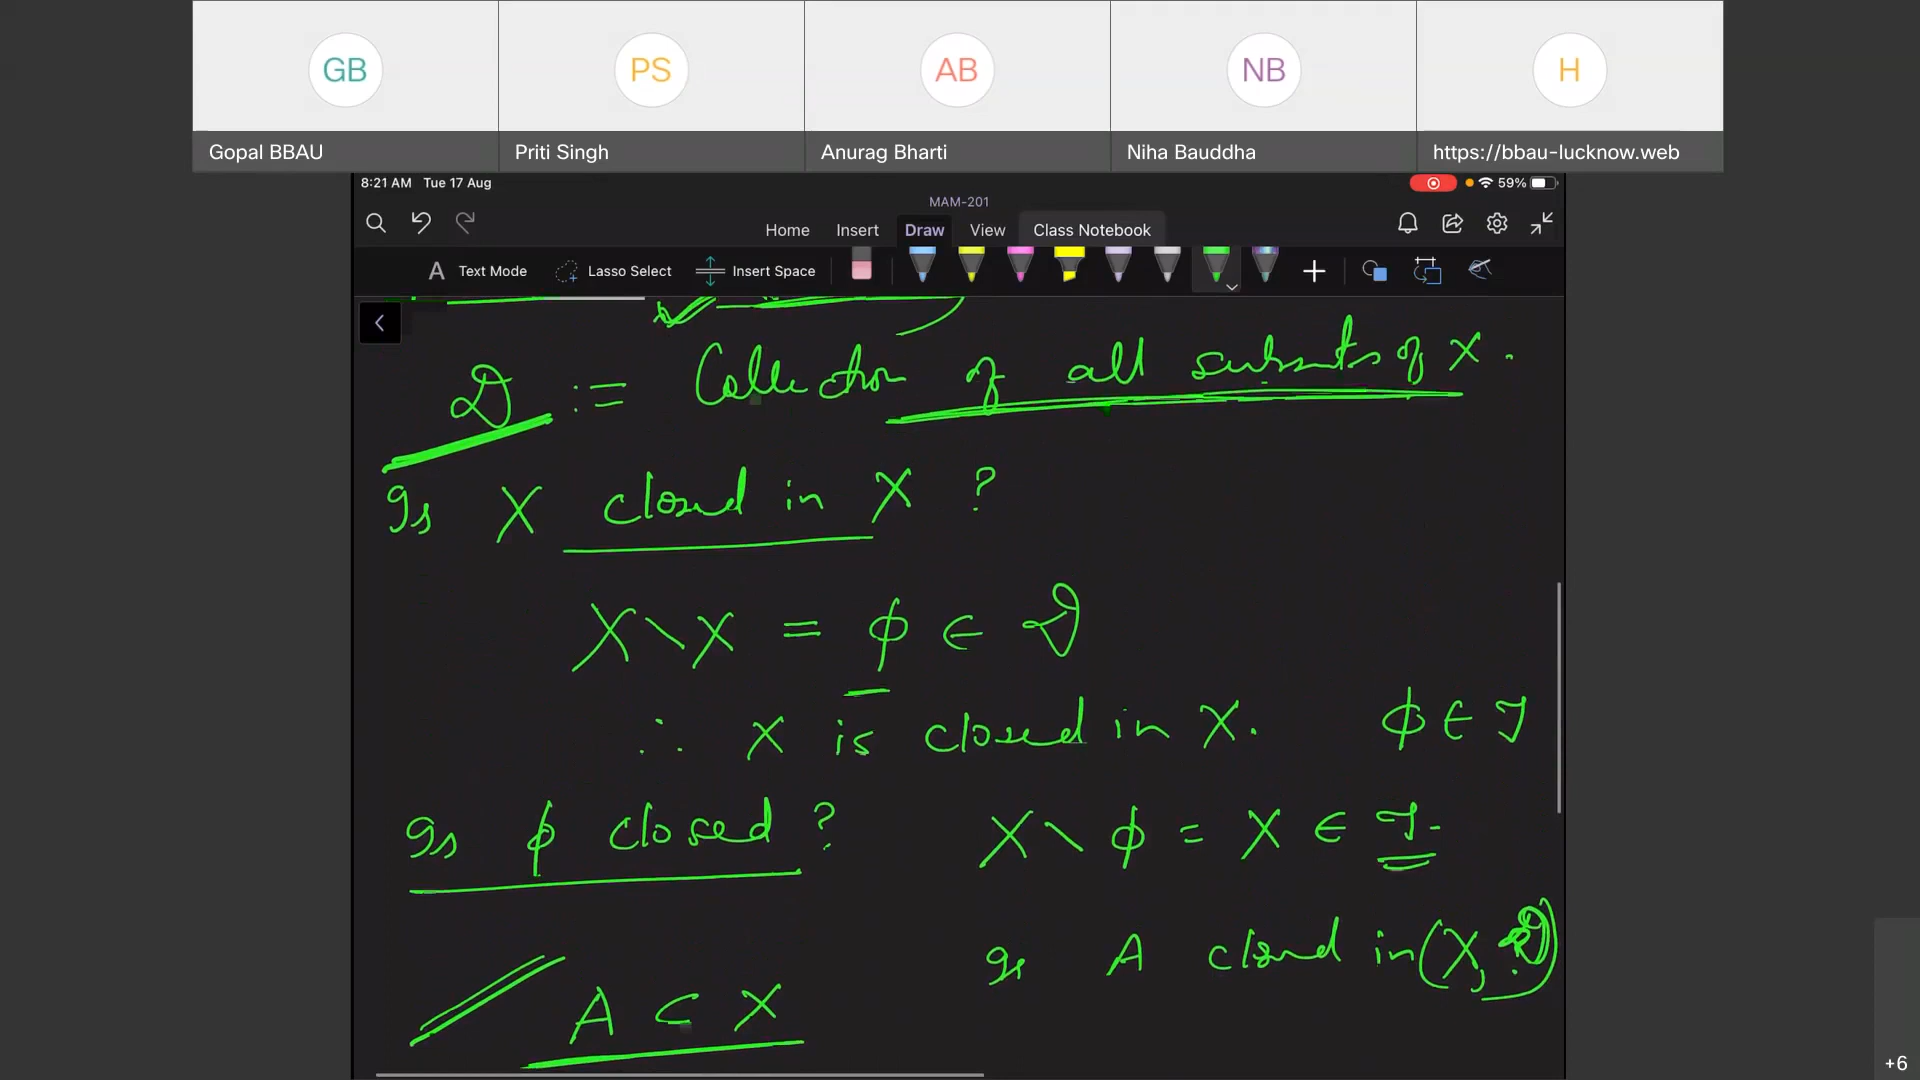 GB PS AB NB H
Gopal BBAU Priti Singh Anurag Bharti Niha Bauddha https://bbau-lucknow.web
8:21 AM Tue 17 Aug 59%
MAM-201
Home Insert Draw View Class Notebook
A Text Mode Lasso Select Insert Space
𝒟 := Collection of all subsets of X.
Is X closed in X ?
X \ X = ϕ ∈ 𝒟
∴ X is closed in X. ϕ ∈ 𝒥
Is ϕ closed ? X \ ϕ = X ∈ 𝒥.
Is A closed in (X, 𝒟)
A ⊂ X
+6